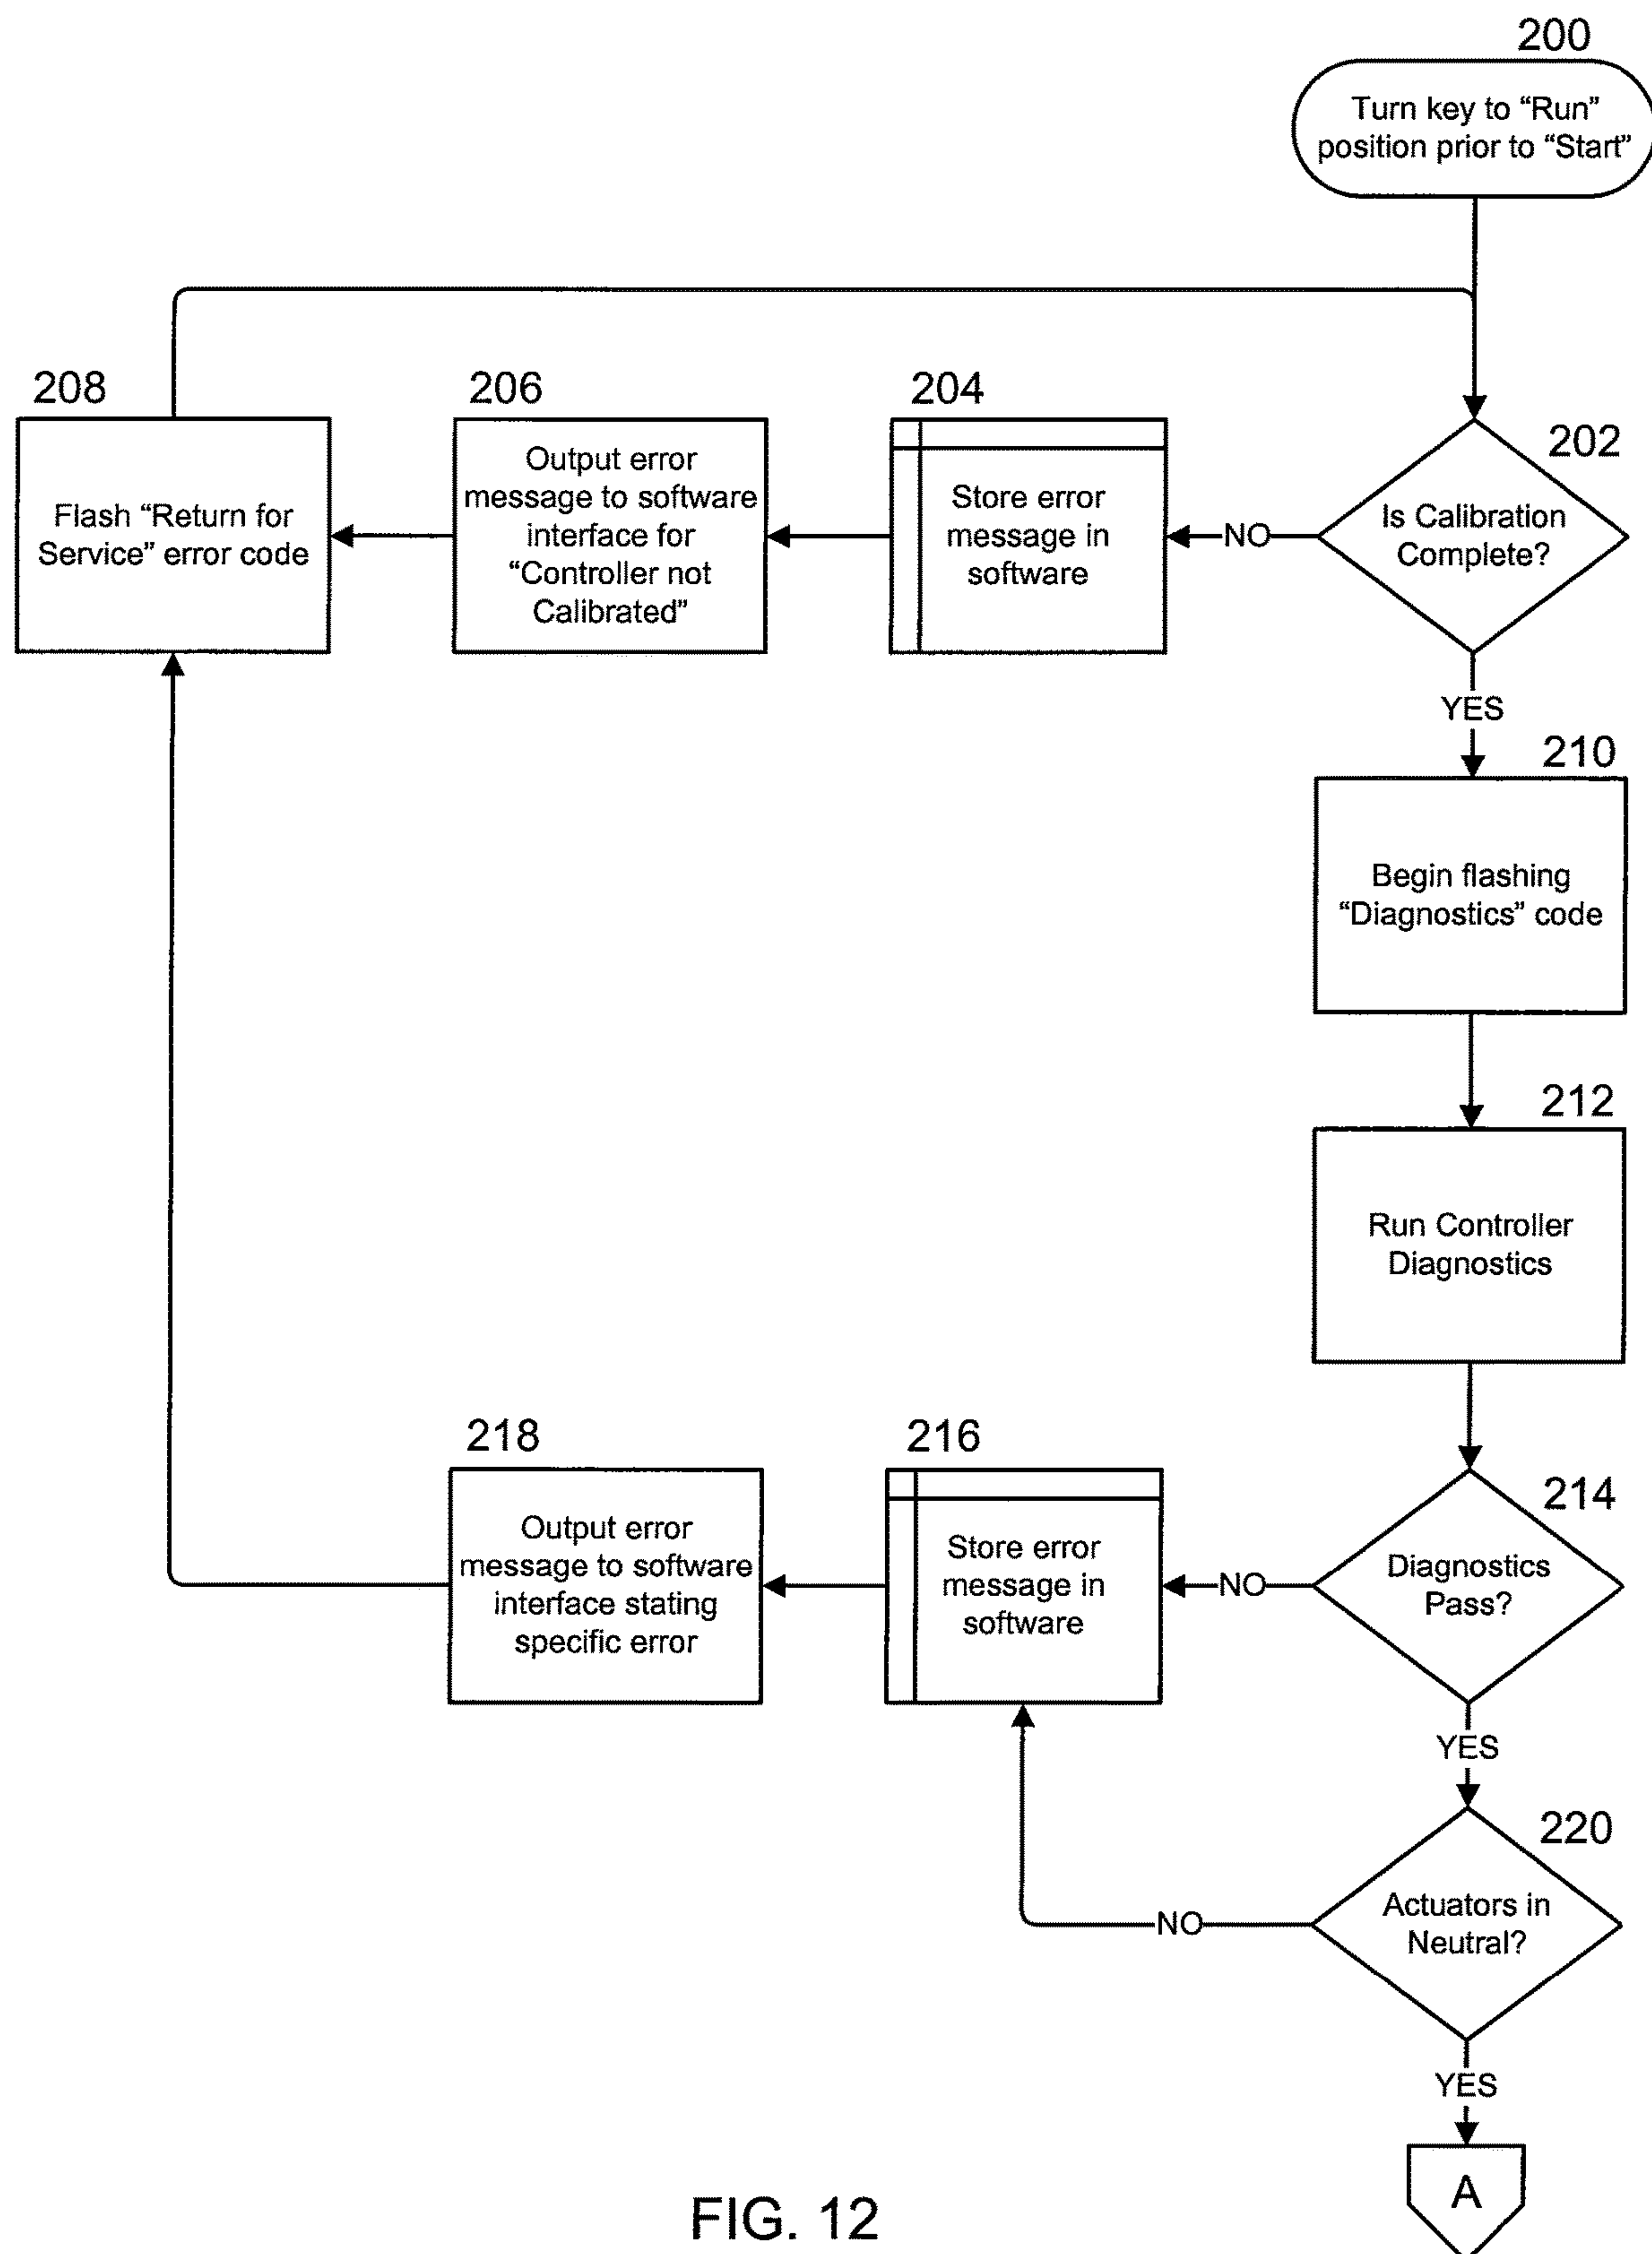 200
Turn key to “Run”
position prior to “Start”
208
206
204
202
Flash “Return for
Service” error code
Output error
message to software
interface for
“Controller not
Calibrated”
Store error
message in
software
NO
Is Calibration
Complete?
YES
210
Begin flashing
“Diagnostics” code
212
Run Controller
Diagnostics
218
216
214
Output error
message to software
interface stating
specific error
Store error
message in
software
NO
Diagnostics
Pass?
YES
220
NO
Actuators in
Neutral?
YES
A
FIG. 12